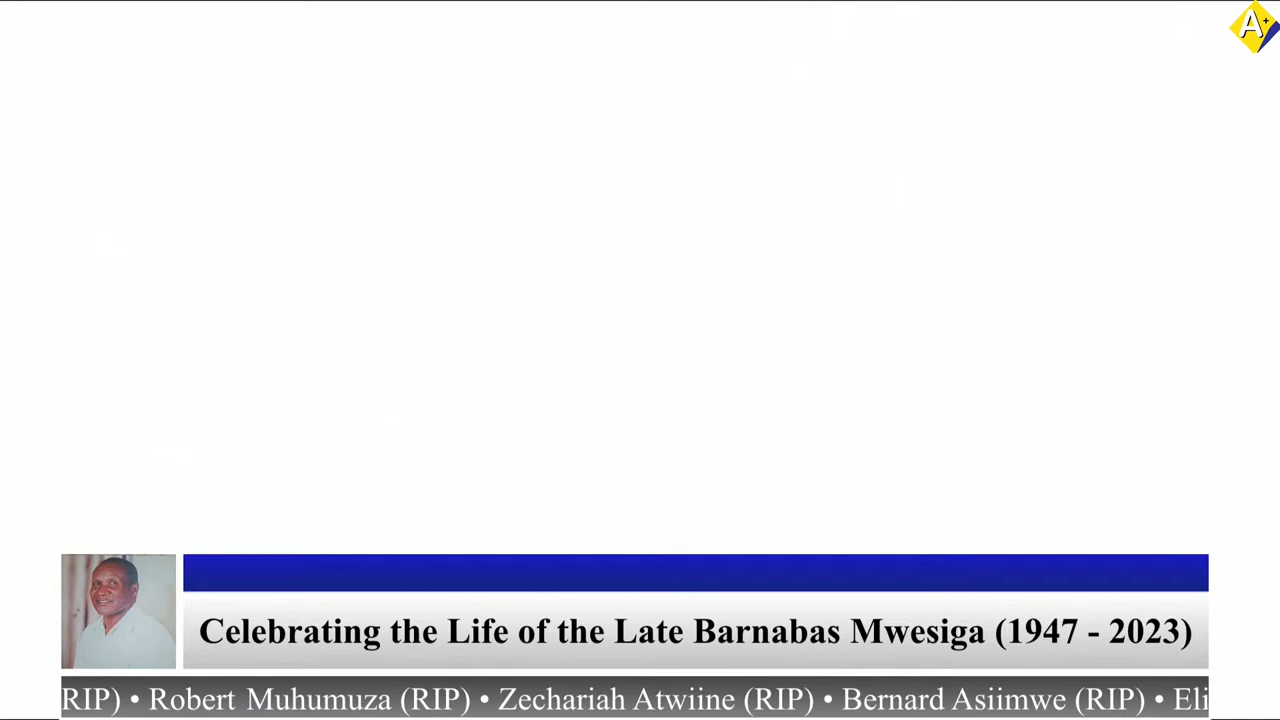 A+
Celebrating the Life of the Late Barnabas Mwesiga (1947 - 2023)
RIP) • Robert Muhumuza (RIP) • Zechariah Atwiine (RIP) • Bernard Asiimwe (RIP) • Eli